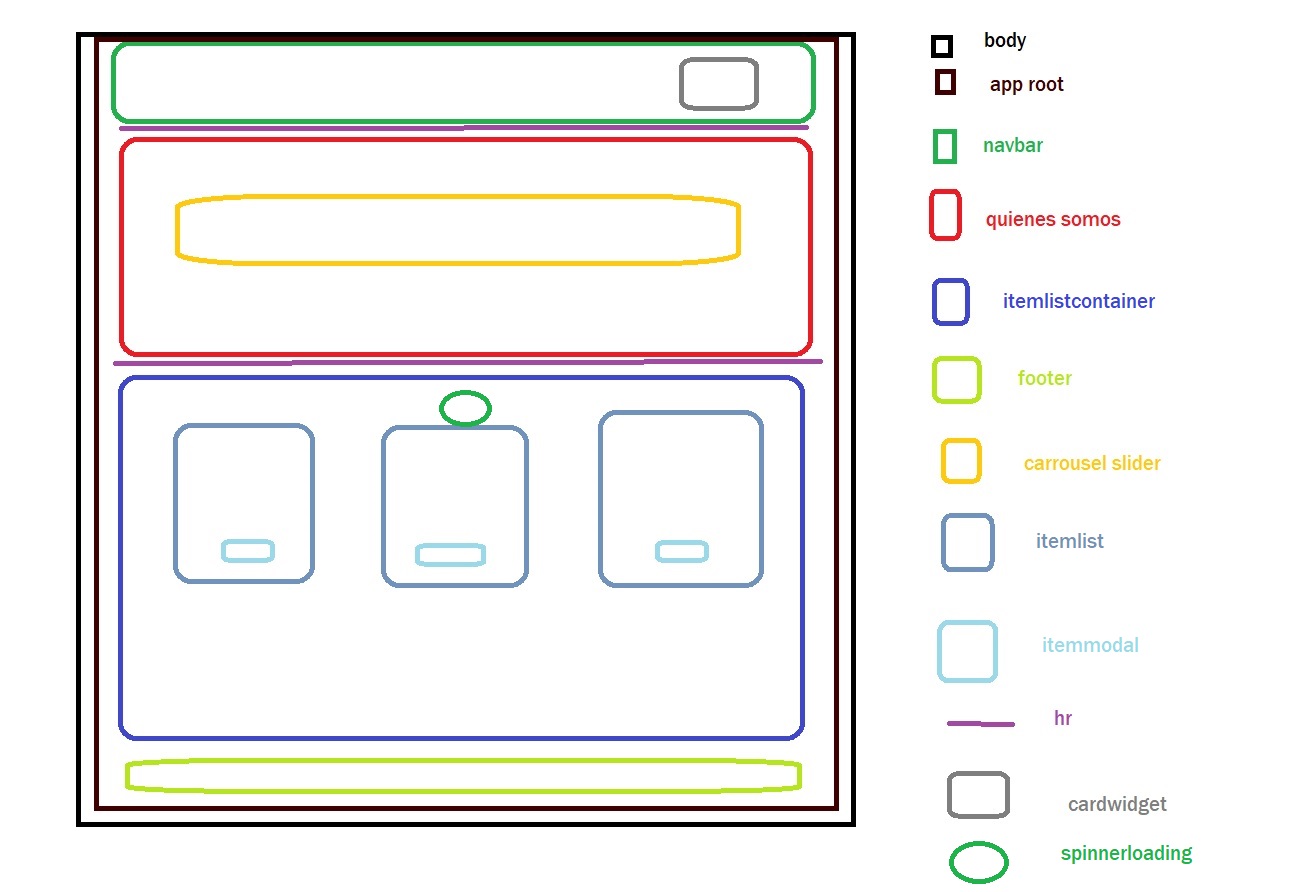 body
app root
navbar
quienes somos
itemlistcontainer
footer
carrousel slider
itemlist
itemmodal
hr
cardwidget
spinnerloading